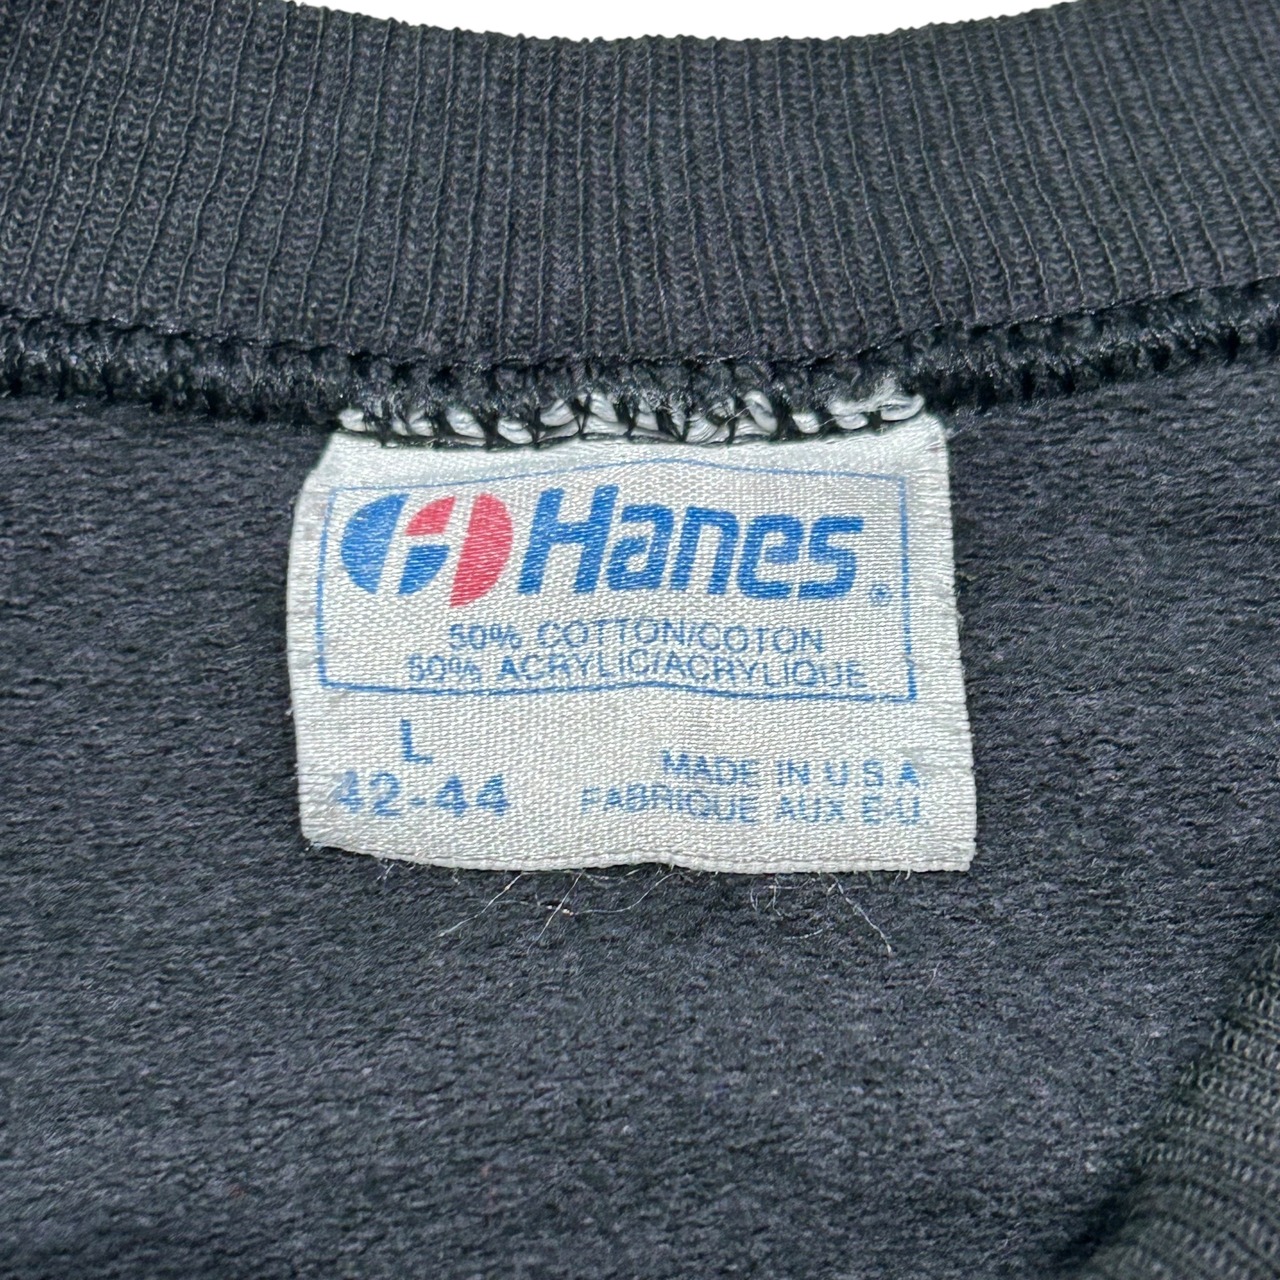 Hanes®
50% COTTON/COTON
50% ACRYLIC/ACRYLIQUE
L
42-44
MADE IN U.S.A.
FABRIQUE AUX E-U.